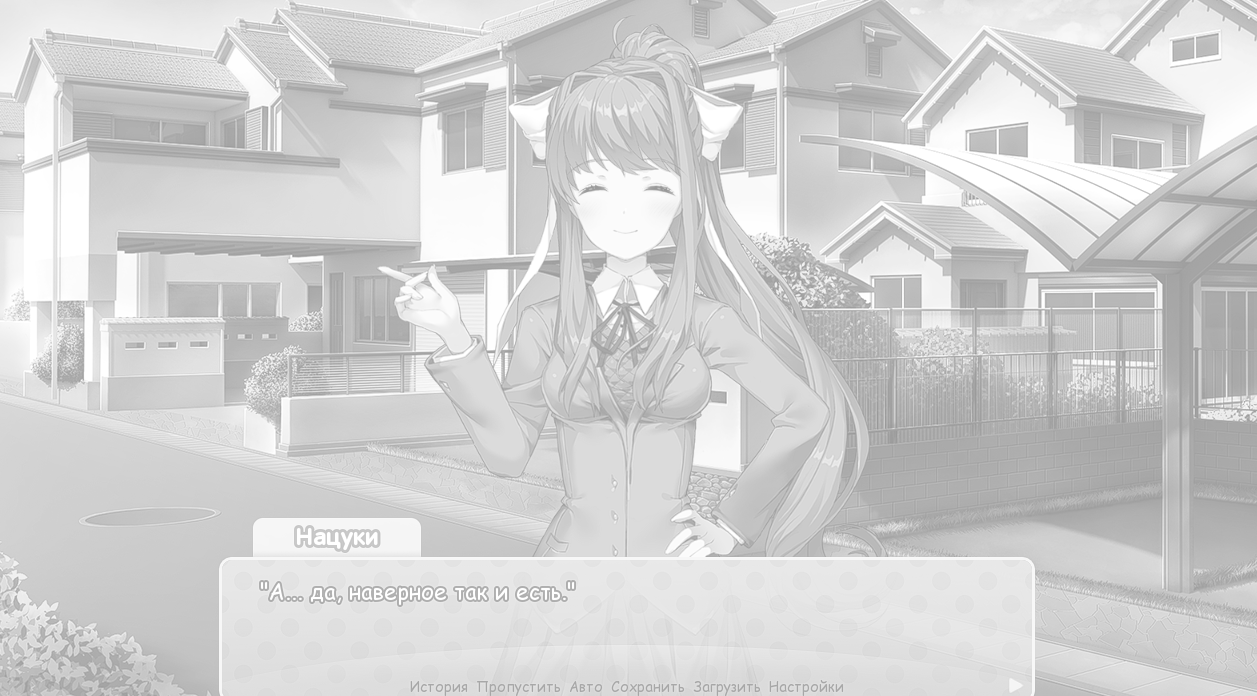 Нацуки
"А... да, наверное так и есть."
История Пропустить Авто Сохранить Загрузить Настройки